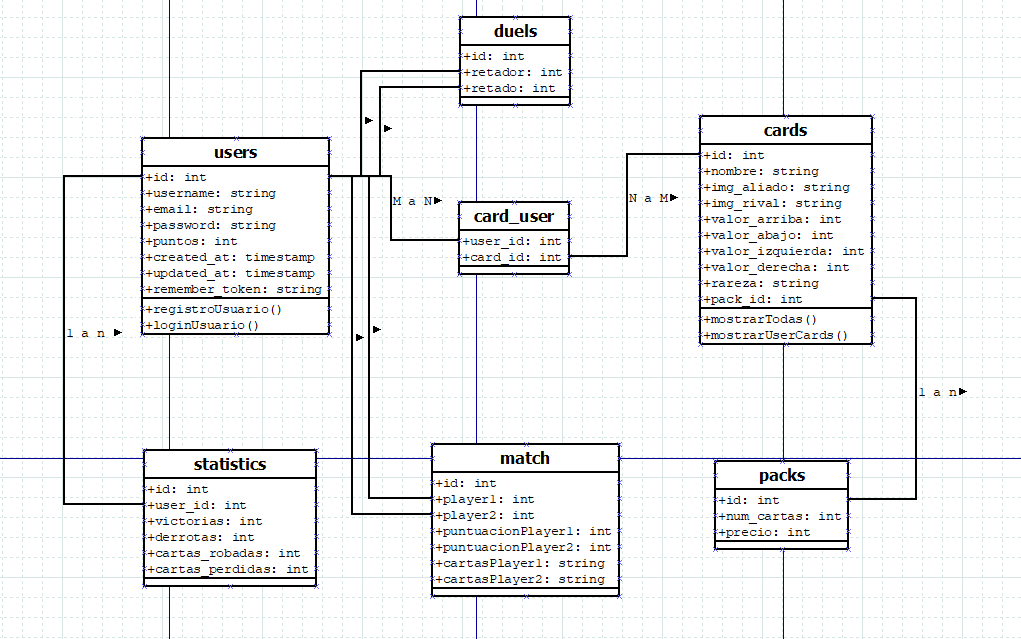 duels
+id: int
+retador: int
+retado: int
users
+id: int
+username: string
+email: string
+password: string
+puntos: int
+created_at: timestamp
+updated_at: timestamp
+remember_token: string
+registroUsuario()
+loginUsuario()
M a N
card_user
+user_id: int
+card_id: int
N a M
cards
+id: int
+nombre: string
+img_aliado: string
+img_rival: string
+valor_arriba: int
+valor_abajo: int
+valor_izquierda: int
+valor_derecha: int
+rareza: string
+pack_id: int
+mostrarTodas()
+mostrarUserCards()
1 a n
1 a n
statistics
+id: int
+user_id: int
+victorias: int
+derrotas: int
+cartas_robadas: int
+cartas_perdidas: int
match
+id: int
+player1: int
+player2: int
+puntuacionPlayer1: int
+puntuacionPlayer2: int
+cartasPlayer1: string
+cartasPlayer2: string
packs
+id: int
+num_cartas: int
+precio: int